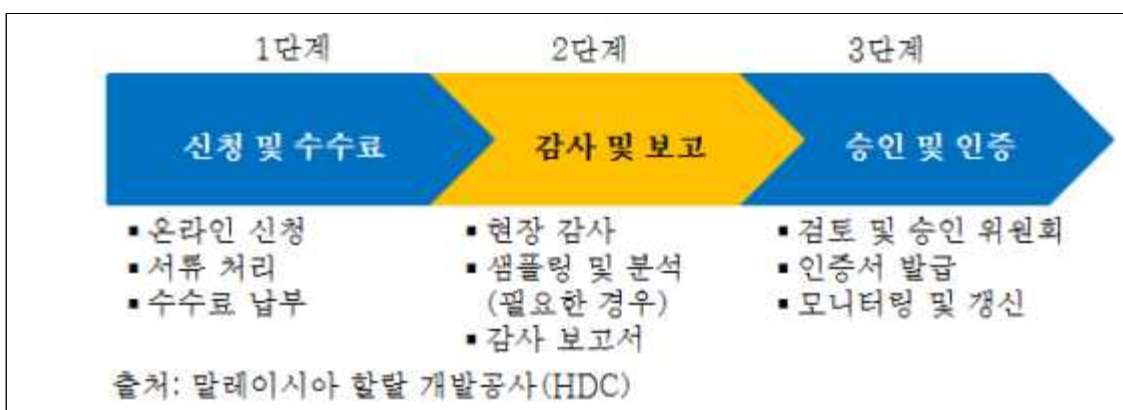 1단계
2단계
3단계
신청 및 수수료
감사 및 보고
승인 및 인증
▪ 온라인 신청
▪ 서류 처리
▪ 수수료 납부
▪ 현장 감사
▪ 샘플링 및 분석
(필요한 경우)
▪ 감사 보고서
▪ 검토 및 승인 위원회
▪ 인증서 발급
▪ 모니터링 및 갱신
출처: 말레이시아 할랄 개발공사(HDC)